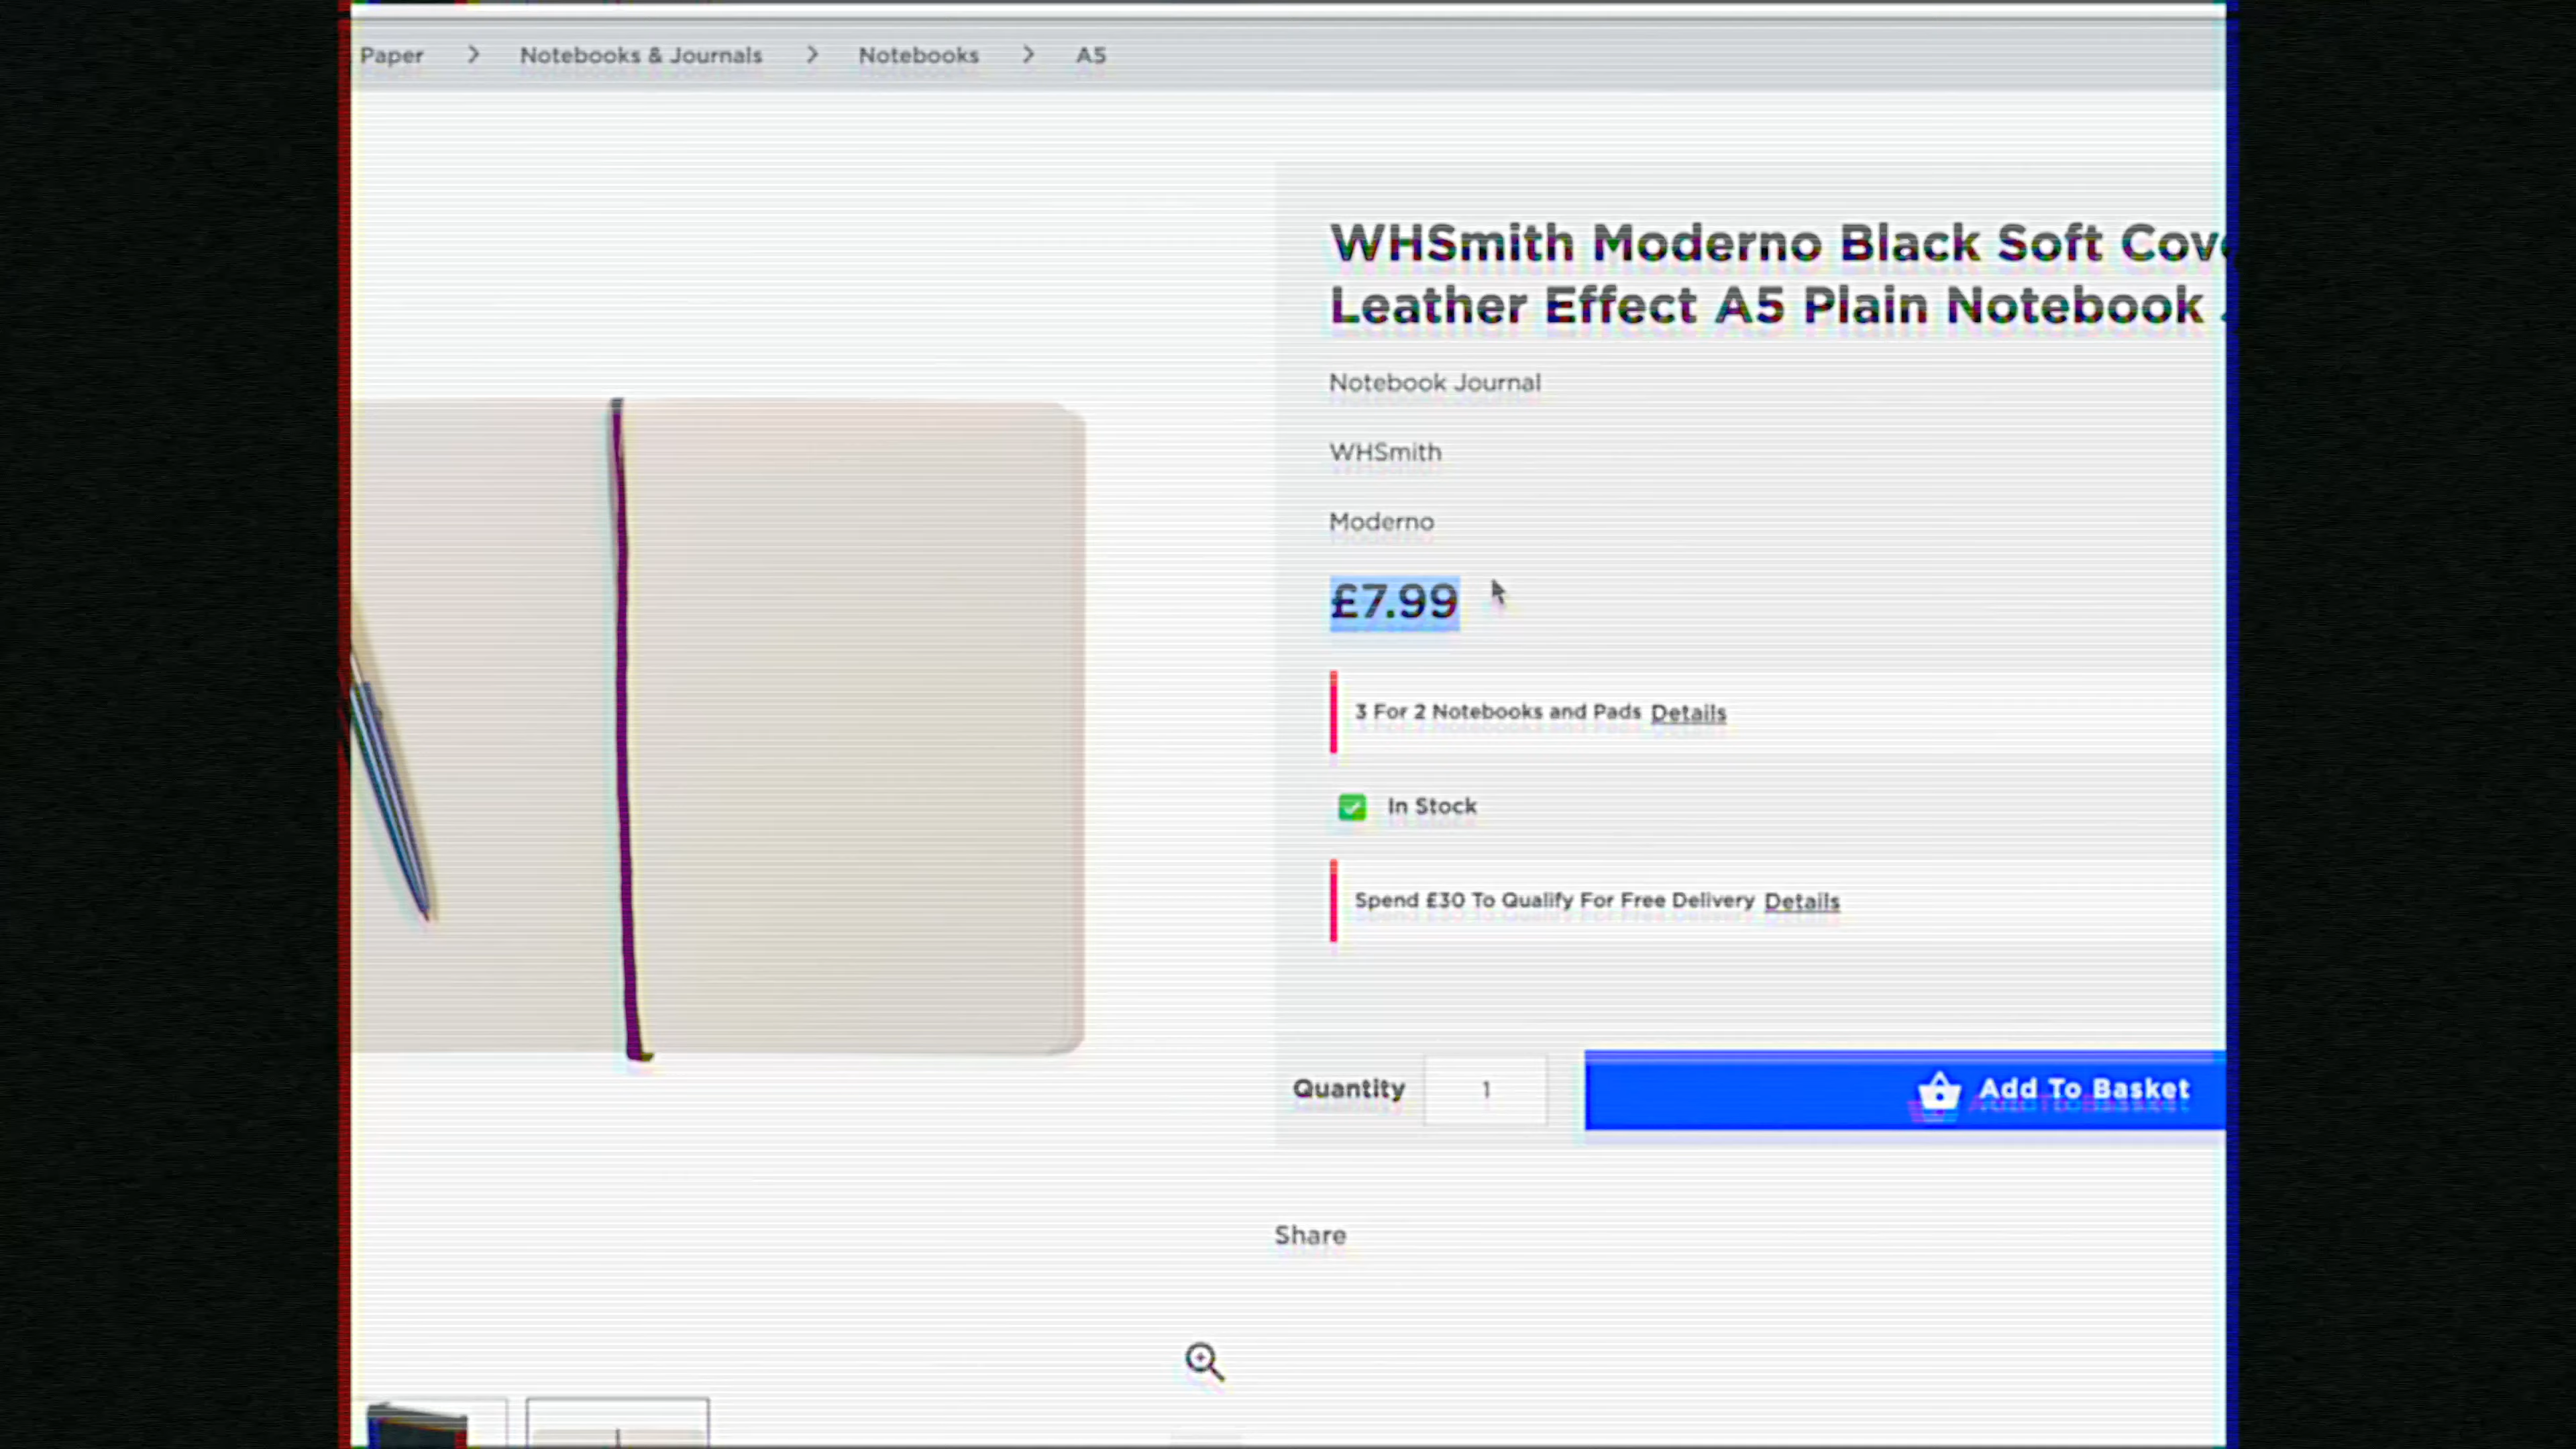 Paper > Notebooks & Journals > Notebooks > A5
WHSmith Moderno Black Soft
Leather Effect A5 Plain Notebook
Notebook Journal
WHSmith
Moderno
£7.99
3 For 2 Notebooks and Pads Details
In Stock
Spend £30 To Qualify For Free Delivery Details
Quantity 1 Add To Basket
Share